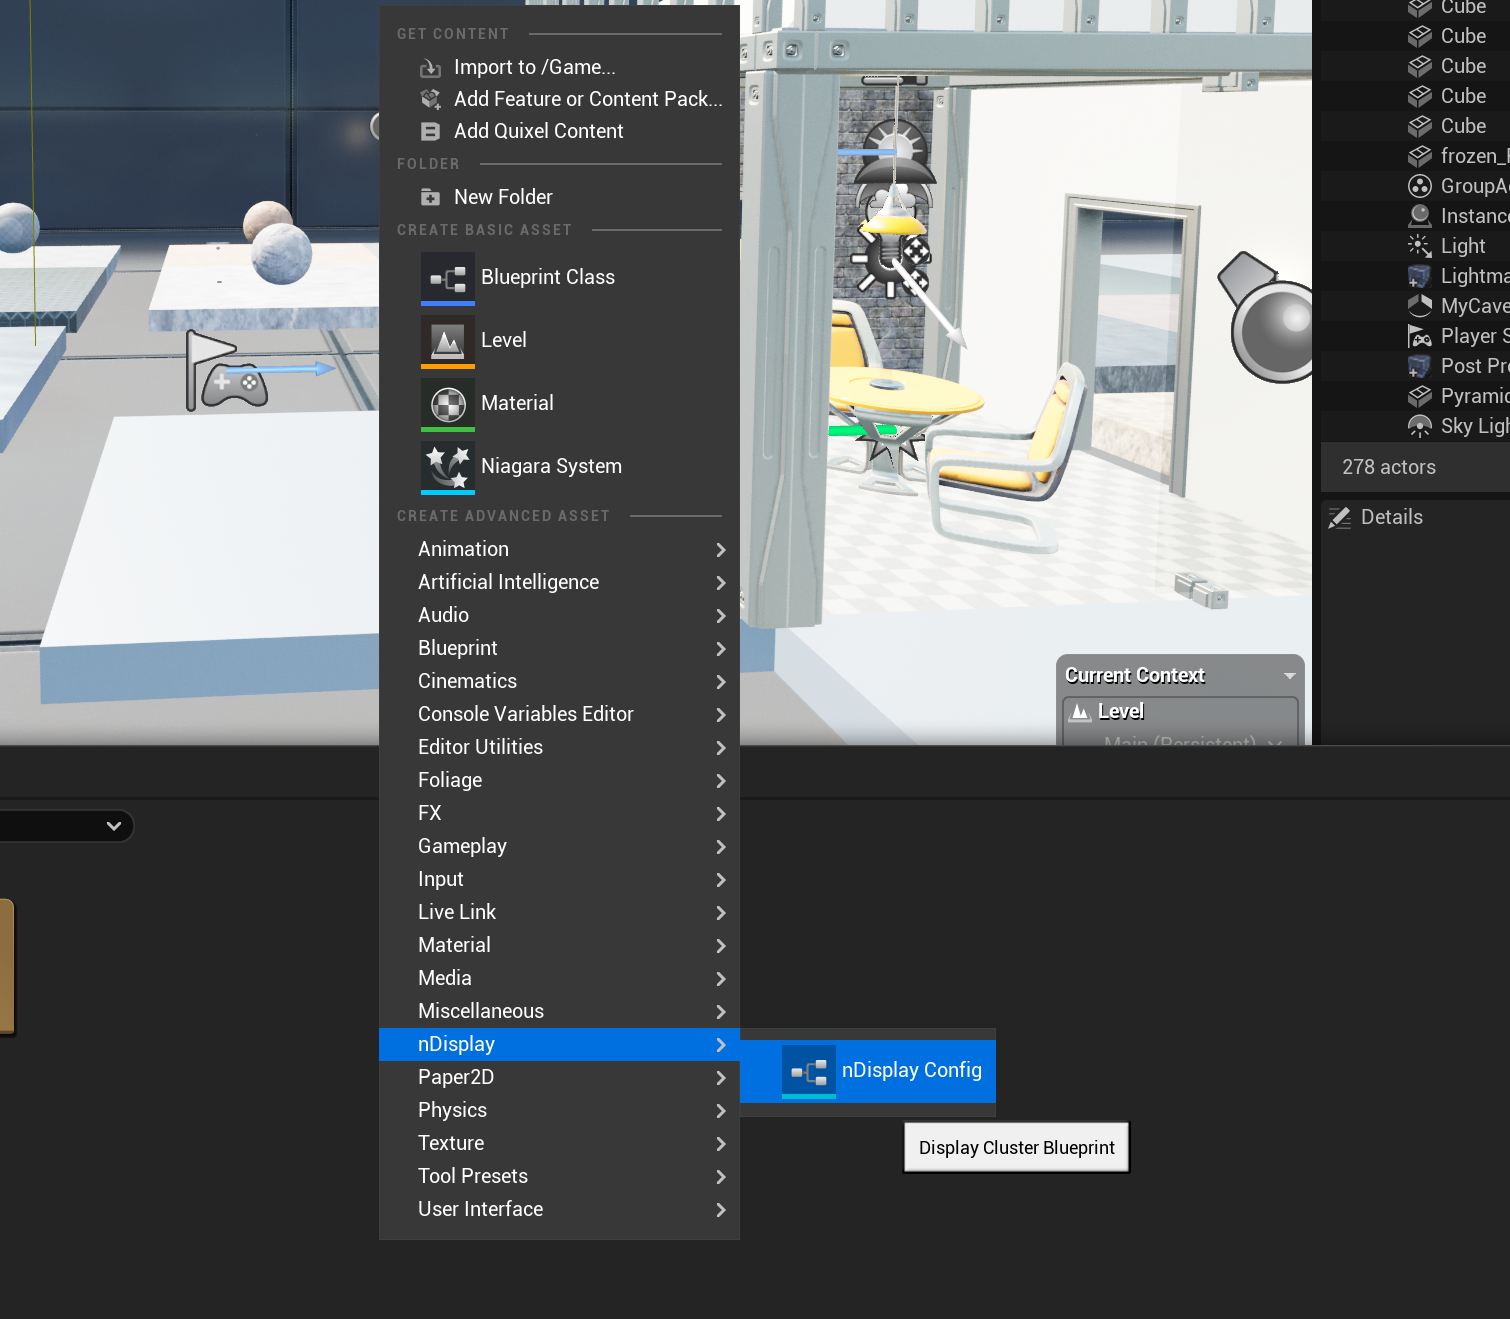 GET CONTENT
Import to /Game...
Add Feature or Content Pack...
Add Quixel Content
FOLDER
New Folder
CREATE BASIC ASSET
Blueprint Class
Level
Material
Niagara System
CREATE ADVANCED ASSET
Animation
Artificial Intelligence
Audio
Blueprint
Cinematics
Console Variables Editor
Editor Utilities
Foliage
FX
Gameplay
Input
Live Link
Material
Media
Miscellaneous
nDisplay
Paper2D
Physics
Texture
Tool Presets
User Interface
nDisplay Config
Display Cluster Blueprint
Current Context
Level
Main (Persistent)
Cube
Cube
Cube
Cube
Cube
frozen_
GroupA
Instanc
Light
Lightma
MyCave
Player S
Post Pr
Pyramid
Sky Ligh
278 actors
Details